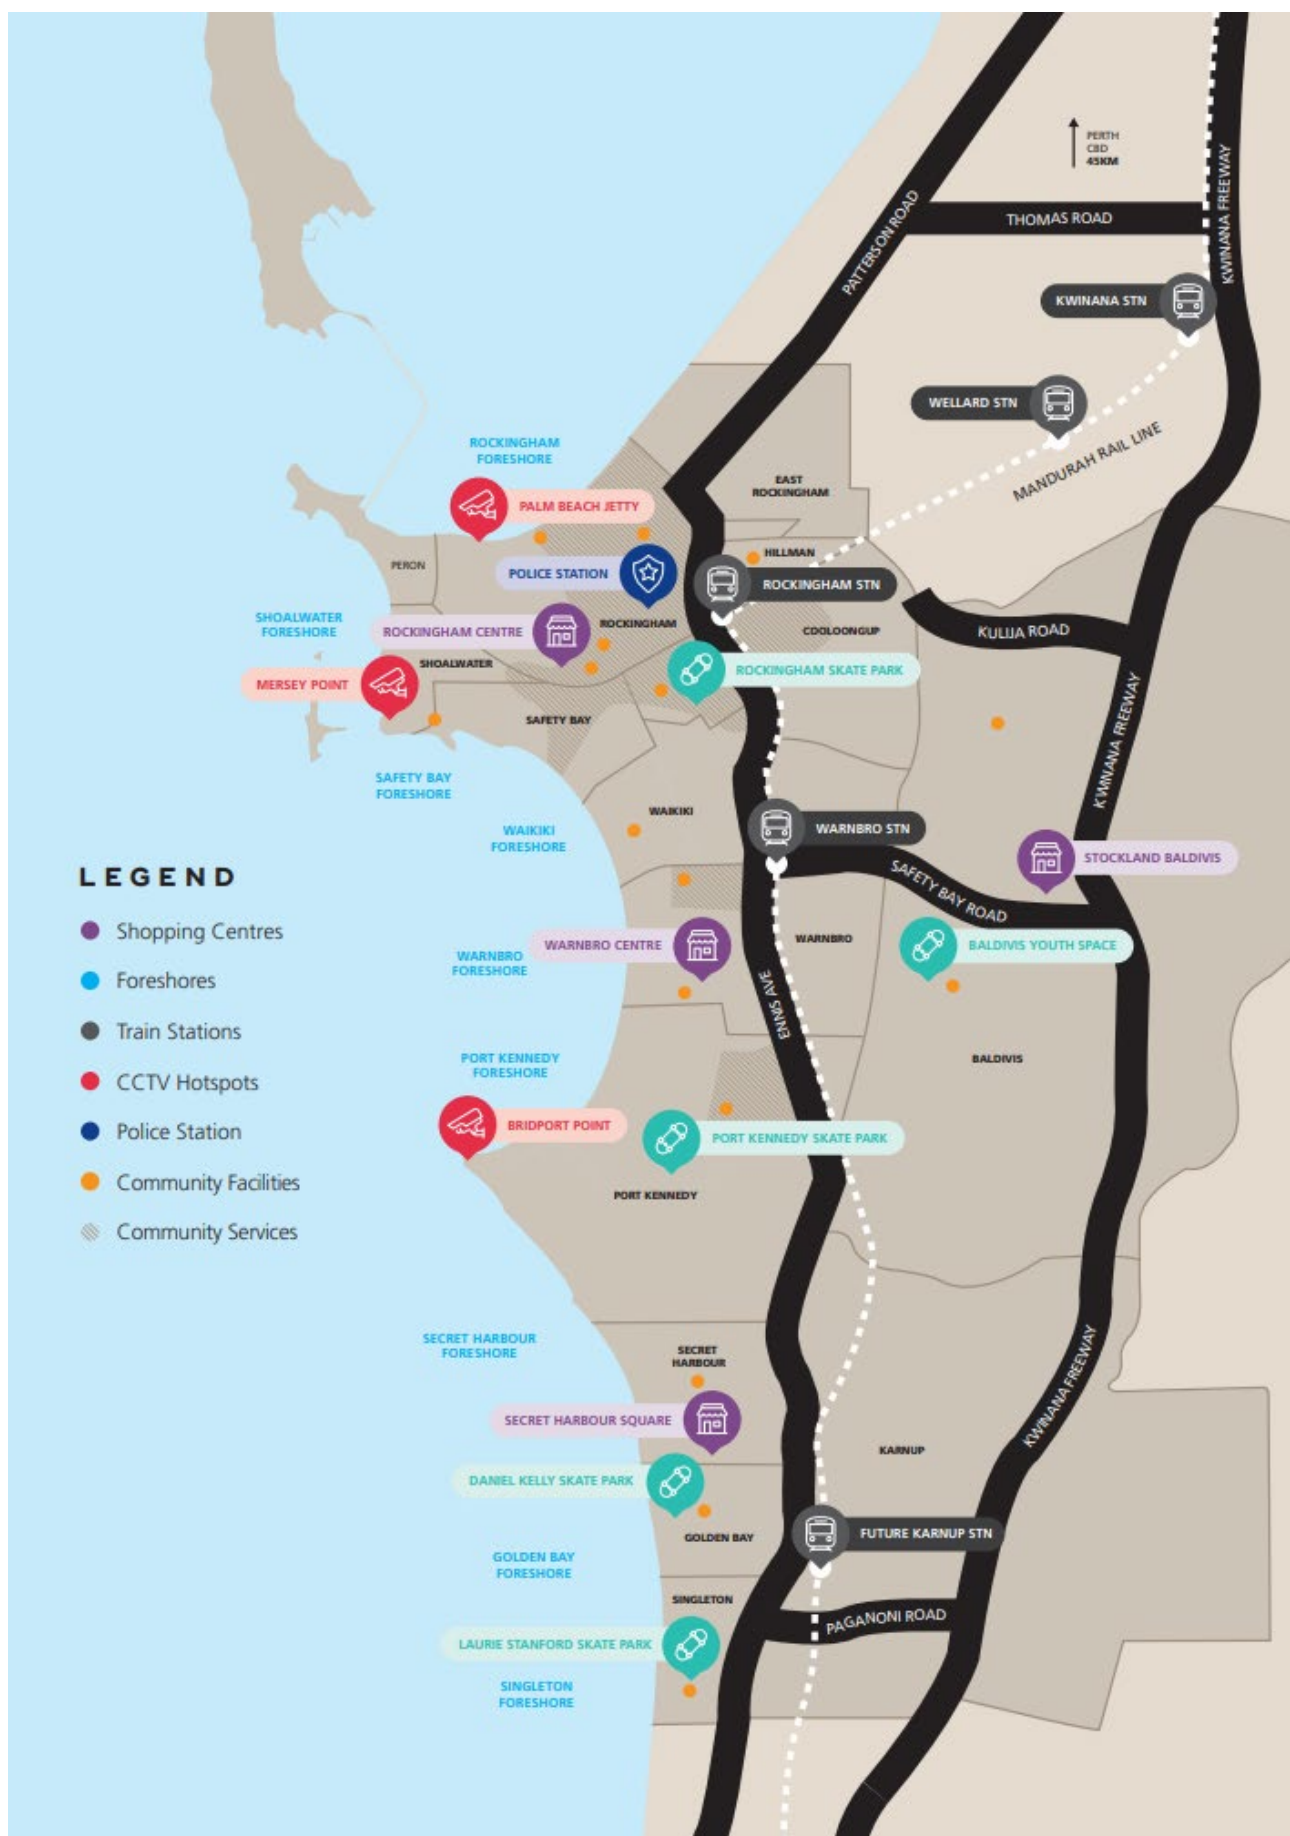 PERTH
CBD
45KM
PATTERSON ROAD
THOMAS ROAD
KWINANA FREEWAY
KWINANA STN
WELLARD STN
MANDURAH RAIL LINE
ROCKINGHAM
FORESHORE
EAST
ROCKINGHAM
PALM BEACH JETTY
HILLMAN
PERON
POLICE STATION
ROCKINGHAM STN
SHOALWATER
FORESHORE
ROCKINGHAM CENTRE
ROCKINGHAM
COOLOONGUP
KULIJA ROAD
SHOALWATER
MERSEY POINT
ROCKINGHAM SKATE PARK
SAFETY BAY
KWINANA FREEWAY
SAFETY BAY
FORESHORE
WAIKIKI
WAIKIKI
FORESHORE
WARNBRO STN
STOCKLAND BALDIVIS
SAFETY BAY ROAD
LEGEND
Shopping Centres
Foreshores
Train Stations
CCTV Hotspots
Police Station
Community Facilities
Community Services
WARNBRO CENTRE
WARNBRO
FORESHORE
WARNBRO
BALDIVIS YOUTH SPACE
ENNIS AVE
PORT KENNEDY
FORESHORE
BALDIVIS
BRIDPORT POINT
PORT KENNEDY SKATE PARK
PORT KENNEDY
SECRET HARBOUR
FORESHORE
SECRET
HARBOUR
KWINANA FREEWAY
SECRET HARBOUR SQUARE
KARNUP
DANIEL KELLY SKATE PARK
GOLDEN BAY
FUTURE KARNUP STN
GOLDEN BAY
FORESHORE
SINGLETON
PAGANONI ROAD
LAURIE STANFORD SKATE PARK
SINGLETON
FORESHORE